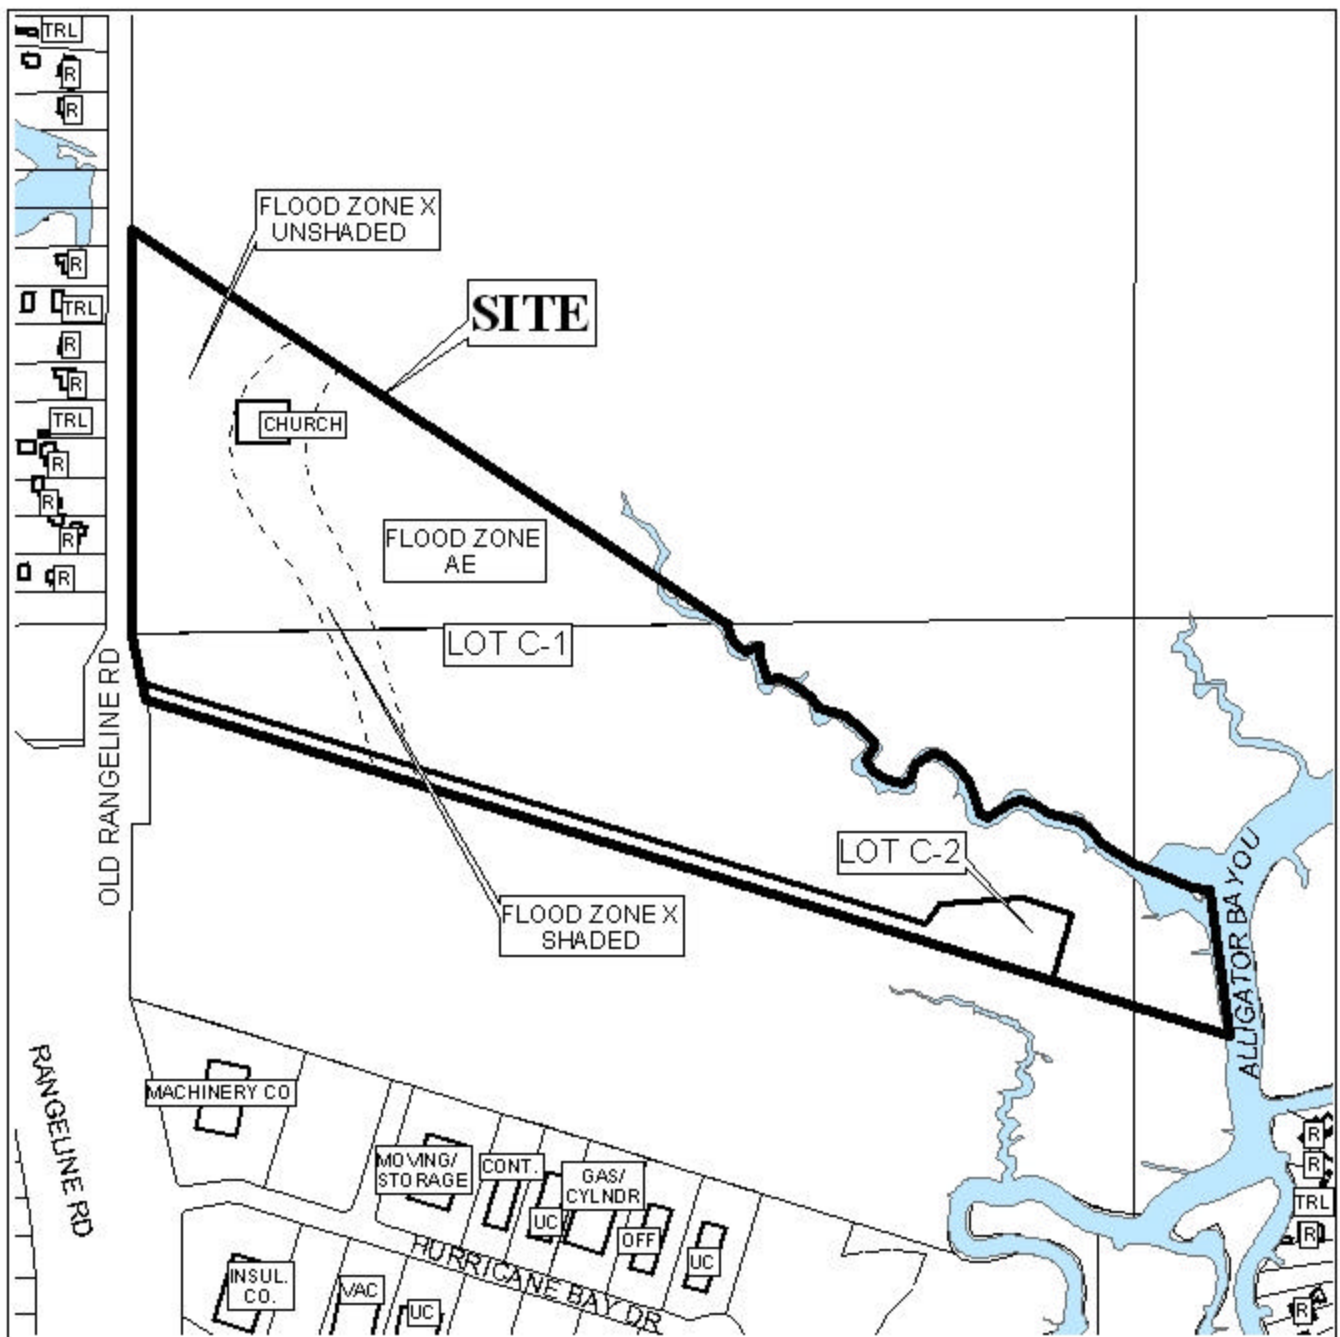 TRL
R
R
FLOOD ZONE X
UNSHADED
R
TRL
SITE
R
R
TRL
CHURCH
R
R
R
FLOOD ZONE
AE
R
LOT C-1
OLD RANGELINE RD
LOT C-2
FLOOD ZONE X
SHADED
ALLIGATOR BAYOU
RANGELINE RD
MACHINERY CO
MOVING/
STORAGE
CONT.
GAS/
CYLNDR
UC
OFF
UC
HURRICANE BAY DR
INSUL.
CO.
VAC
UC
R
R
TRL
R
R